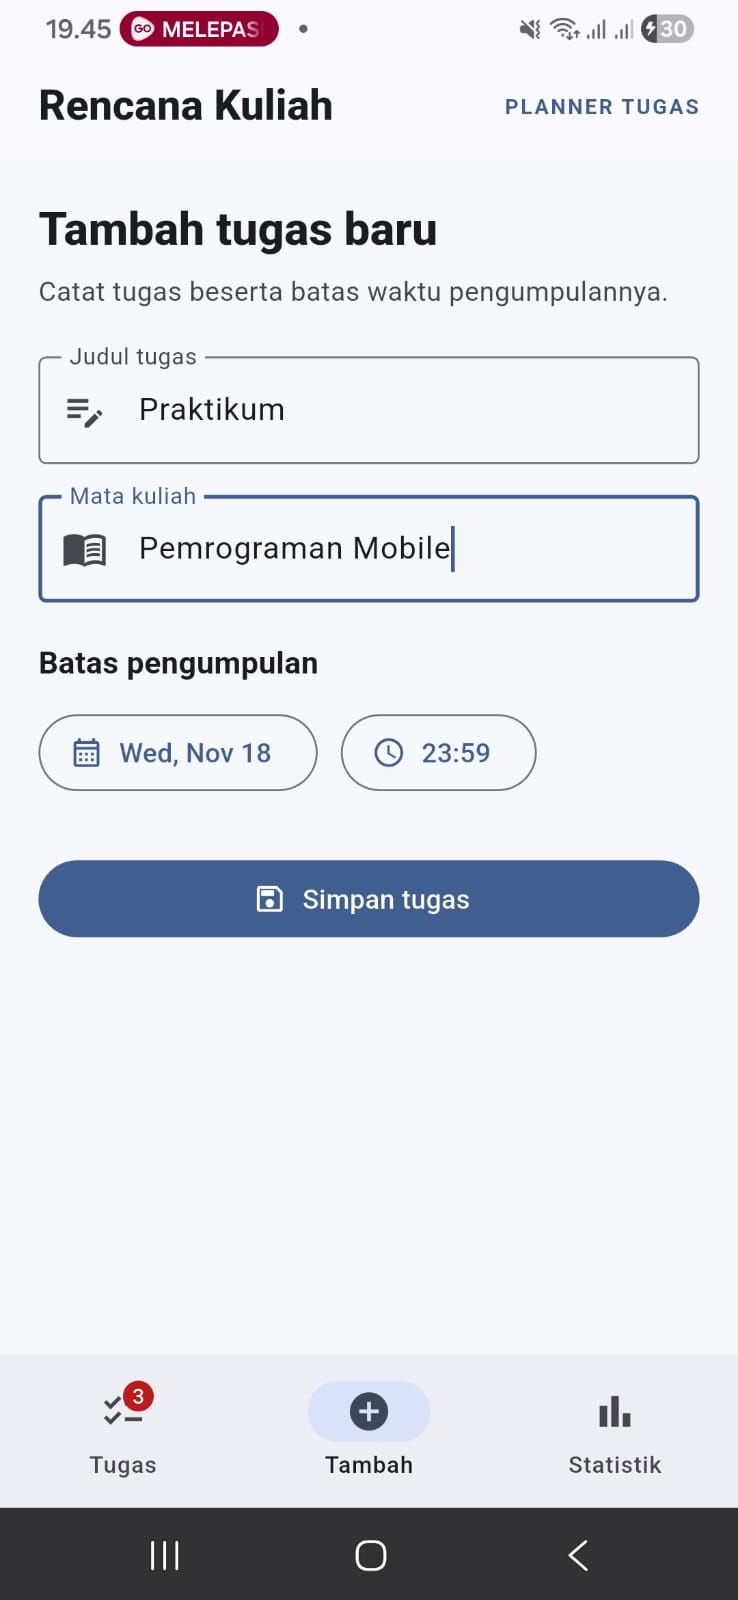 19.45 GO MELEPAS
30
Rencana Kuliah
PLANNER TUGAS
Tambah tugas baru
Catat tugas beserta batas waktu pengumpulannya.
Judul tugas
Praktikum
Mata kuliah
Pemrograman Mobile
Batas pengumpulan
Wed, Nov 18
23:59
Simpan tugas
3
Tugas
Tambah
Statistik